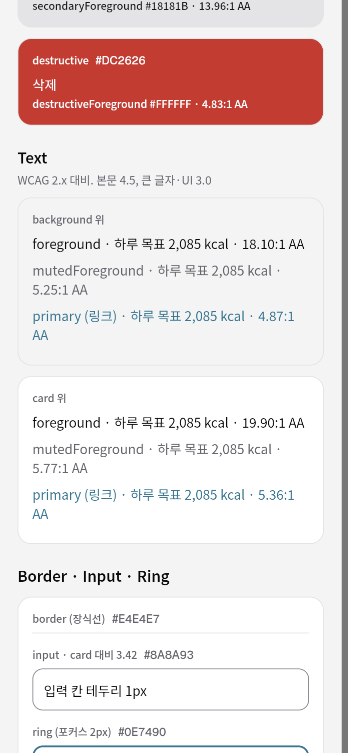 secondaryForeground #18181B · 13.96:1 AA
destructive #DC2626
삭제
destructiveForeground #FFFFFF · 4.83:1 AA
Text
WCAG 2.x 대비. 본문 4.5, 큰 글자·UI 3.0
background 위
foreground · 하루 목표 2,085 kcal · 18.10:1 AA
mutedForeground · 하루 목표 2,085 kcal ·
5.25:1 AA
primary (링크) · 하루 목표 2,085 kcal · 4.87:1
AA
card 위
foreground · 하루 목표 2,085 kcal · 19.90:1 AA
mutedForeground · 하루 목표 2,085 kcal ·
5.77:1 AA
primary (링크) · 하루 목표 2,085 kcal · 5.36:1
AA
Border · Input · Ring
border (장식선) #E4E4E7
input · card 대비 3.42 #8A8A93
입력 칸 테두리 1px
ring (포커스 2px) #0E7490